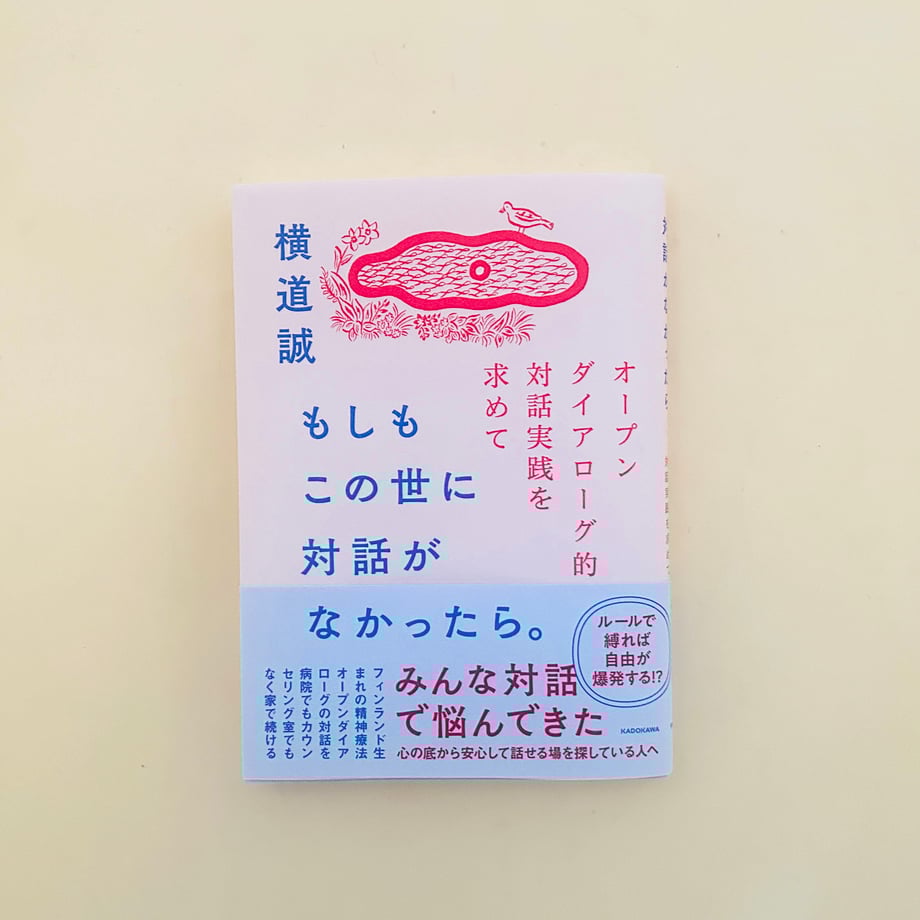 横道誠
オープン
ダイアローグ的
対話実践を
求めて
もしも
この世に
対話が
なかったら。
ルールで
縛れば
自由が
爆発する!?
みんな対話
で悩んできた
心の底から安心して話せる場を探している人へ
フィンランド生
まれの精神療法
オープンダイア
ローグの対話を
病院でもカウン
セリング室でも
なく家で続ける
KADOKAWA